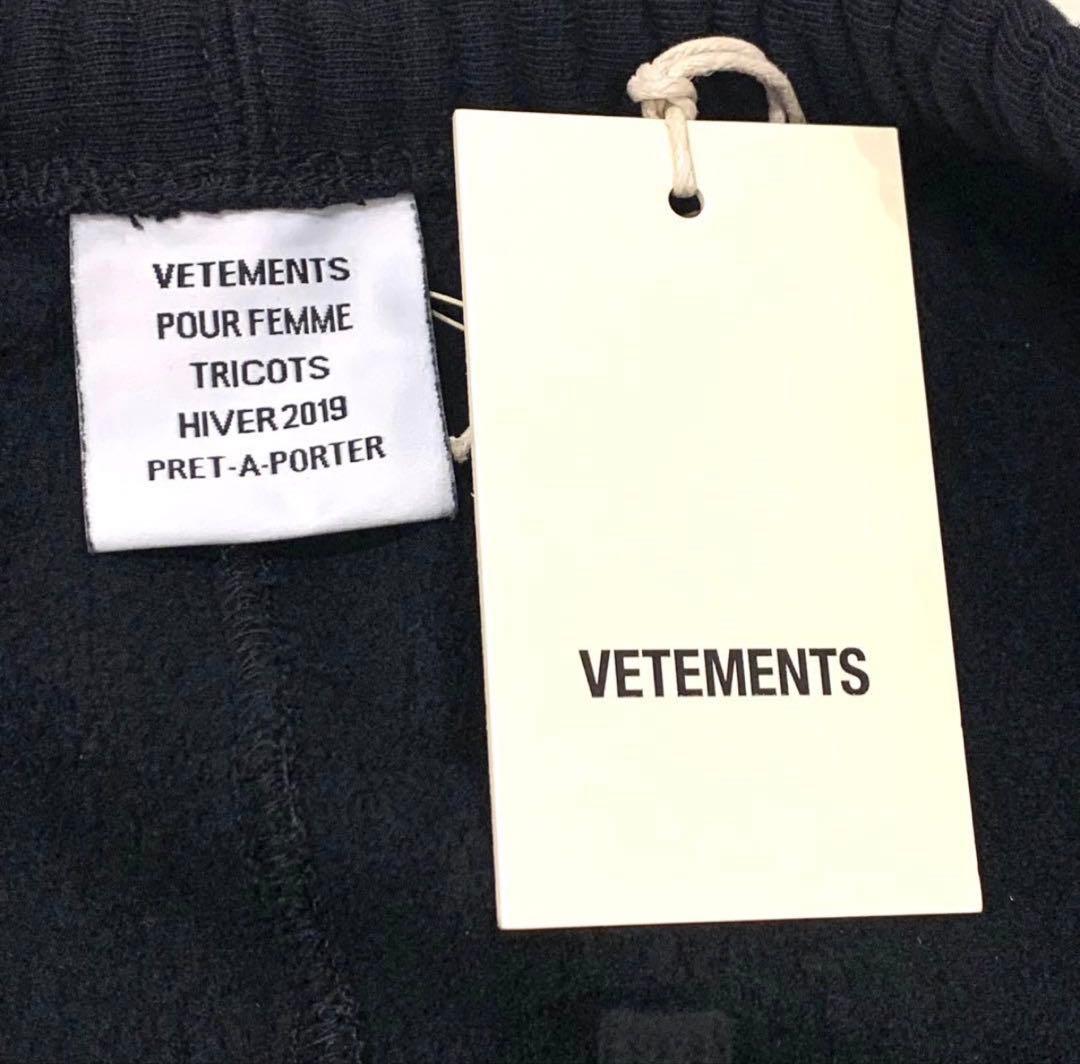 VETEMENTS
POUR FEMME
TRICOTS
HIVER 2019
PRET-A-PORTER
VETEMENTS